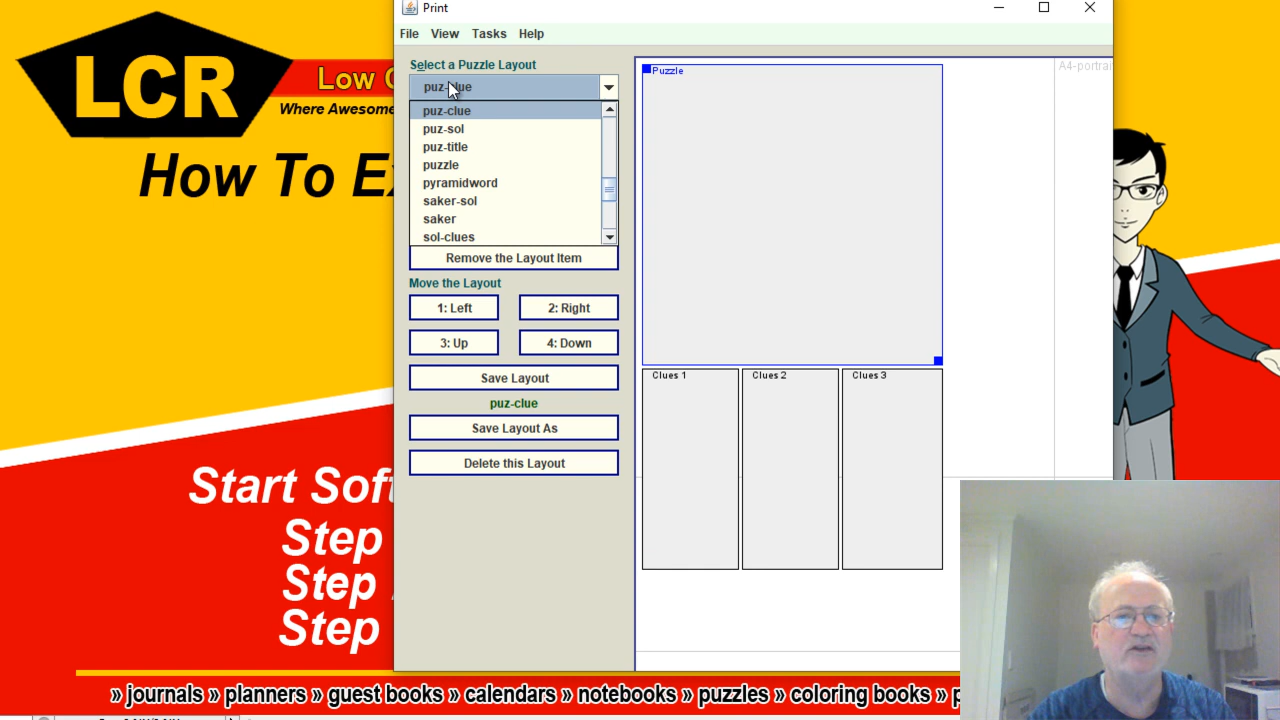 Print
File View Tasks Help
Select a Puzzle Layout
puz-clue
puz-clue
puz-sol
puz-title
puzzle
pyramidword
saker-sol
saker
sol-clues
Remove the Layout Item
Move the Layout
1: Left 2: Right
3: Up 4: Down
Save Layout
puz-clue
Save Layout As
Delete this Layout
Puzzle
A4-portrai
Clues 1 Clues 2 Clues 3
LCR
Low
Where Awesome
How To
Start
Step
Step
Step
» journals » planners » guest books » calendars » notebooks » puzzles » coloring books »